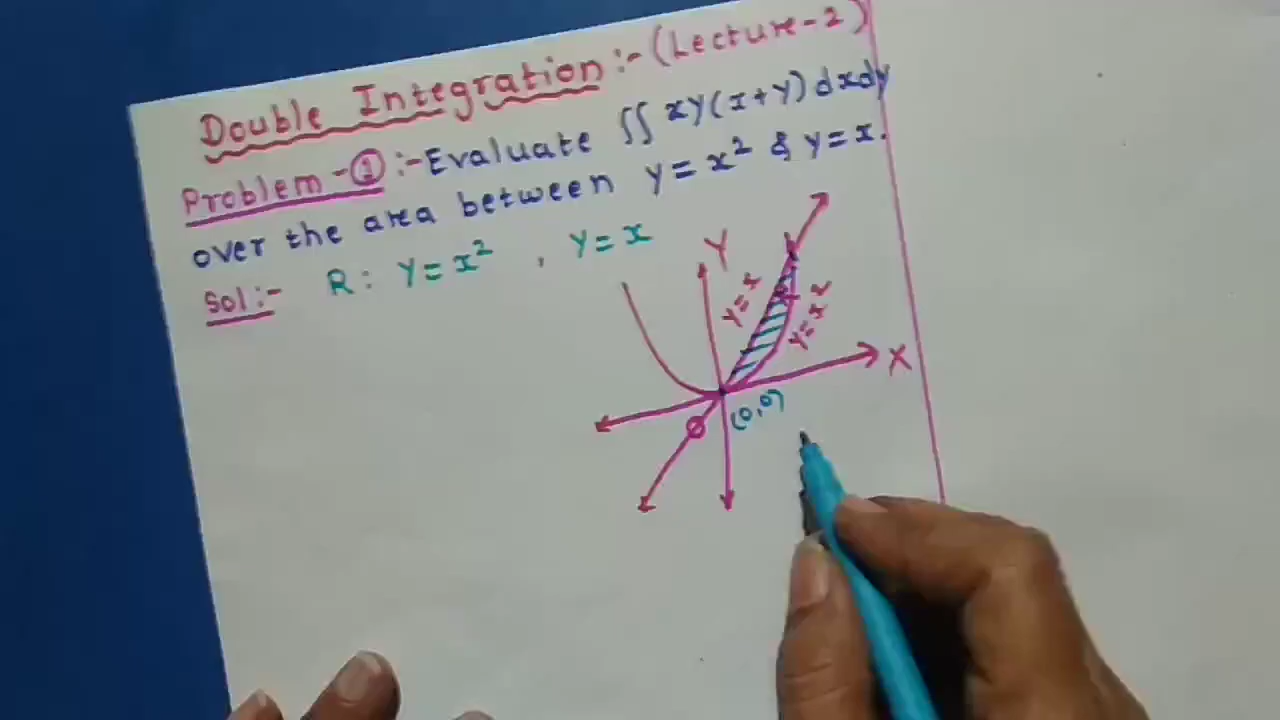 Double Integration :- (Lecture-2)
Problem-① :- Evaluate ∬ xy(x+y) dxdy
over the area between y = x² & y = x.
Sol:- R: y = x² , y = x
Y
y = x
y = x²
X
(0,0)